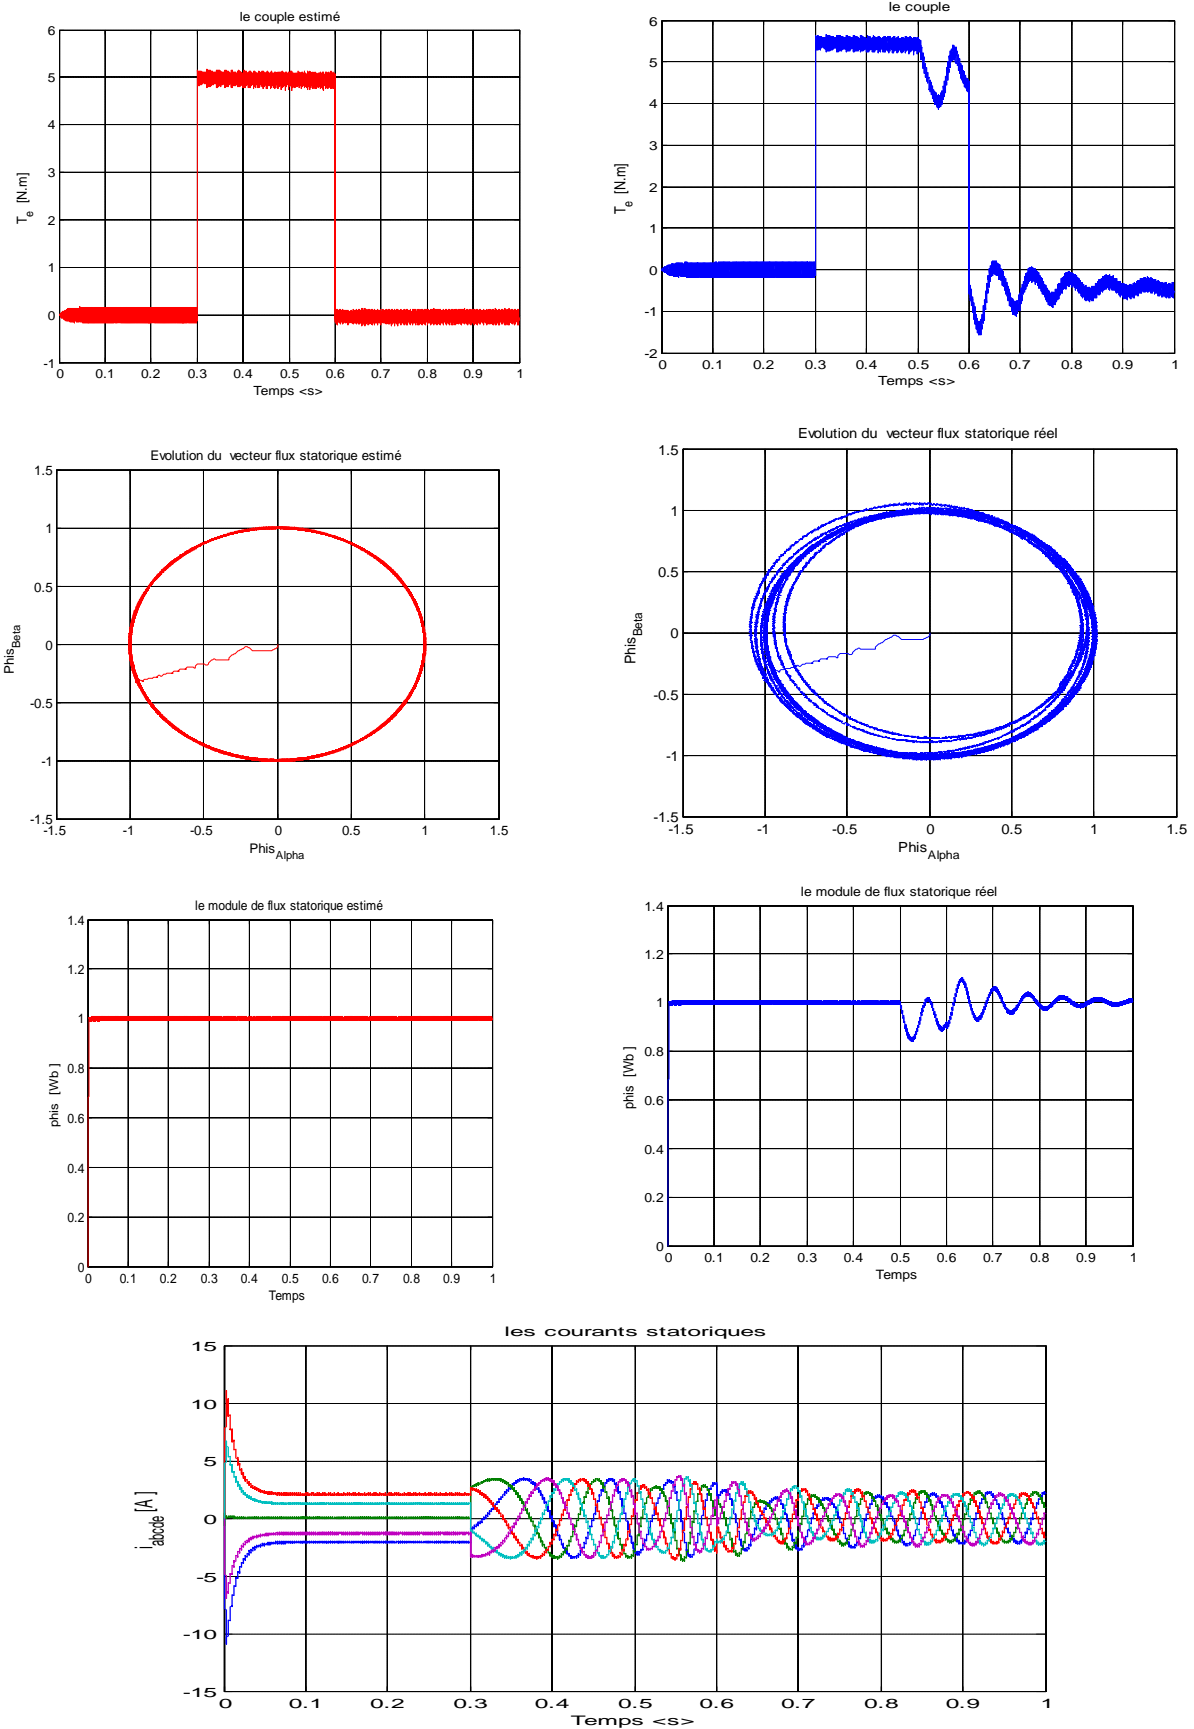 le couple estimé
6
5
4
3
2
1
0
-1
T_e [N.m]
0 0.1 0.2 0.3 0.4 0.5 0.6 0.7 0.8 0.9 1
Temps <s>
le couple
6
5
4
3
2
1
0
-1
-2
T_e [N.m]
0 0.1 0.2 0.3 0.4 0.5 0.6 0.7 0.8 0.9 1
Temps <s>
Evolution du vecteur flux statorique estimé
1.5
1
0.5
0
-0.5
-1
-1.5
Phis_Beta
-1.5 -1 -0.5 0 0.5 1 1.5
Phis_Alpha
Evolution du vecteur flux statorique réel
1.5
1
0.5
0
-0.5
-1
-1.5
Phis_Beta
-1.5 -1 -0.5 0 0.5 1 1.5
Phis_Alpha
le module de flux statorique estimé
1.4
1.2
1
0.8
0.6
0.4
0.2
0
phis [Wb ]
0 0.1 0.2 0.3 0.4 0.5 0.6 0.7 0.8 0.9 1
Temps
le module de flux statorique réel
1.4
1.2
1
0.8
0.6
0.4
0.2
0
phis [Wb ]
0 0.1 0.2 0.3 0.4 0.5 0.6 0.7 0.8 0.9 1
Temps
les courants statoriques
15
10
5
0
-5
-10
-15
i_abcde [A ]
0 0.1 0.2 0.3 0.4 0.5 0.6 0.7 0.8 0.9 1
Temps <s>